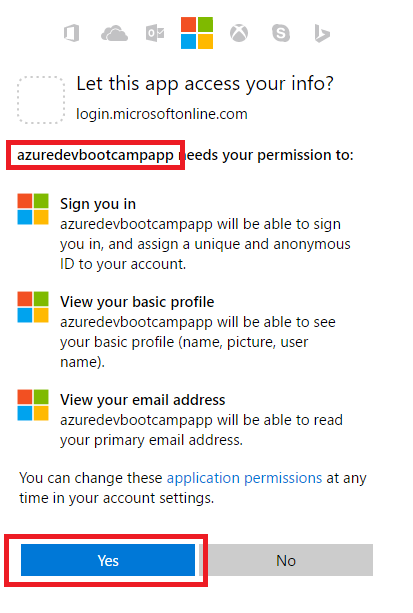 Let this app access your info?
login.microsoftonline.com
azuredevbootcampapp needs your permission to:
Sign you in
azuredevbootcampapp will be able to sign
you in, and assign a unique and anonymous
ID to your account.
View your basic profile
azuredevbootcampapp will be able to see
your basic profile (name, picture, user
name).
View your email address
azuredevbootcampapp will be able to read
your primary email address.
You can change these application permissions at any
time in your account settings.
Yes
No